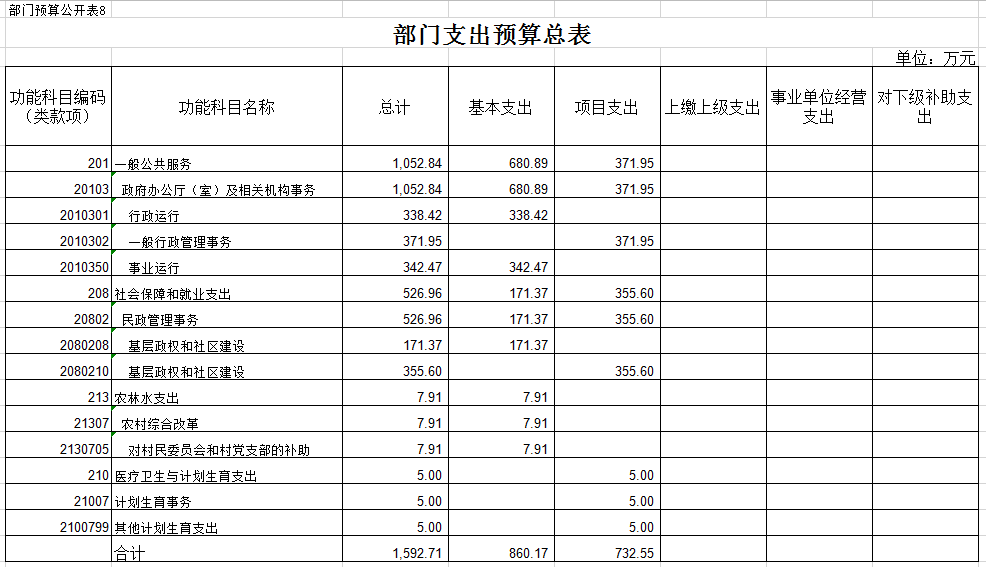 部门预算公开表8
部门支出预算总表
单位：万元
功能科目编码（类款项） 功能科目名称 总计 基本支出 项目支出 上缴上级支出 事业单位经营支出 对下级补助支出
201 一般公共服务 1,052.84 680.89 371.95
20103 政府办公厅（室）及相关机构事务 1,052.84 680.89 371.95
2010301 行政运行 338.42 338.42
2010302 一般行政管理事务 371.95 371.95
2010350 事业运行 342.47 342.47
208 社会保障和就业支出 526.96 171.37 355.60
20802 民政管理事务 526.96 171.37 355.60
2080208 基层政权和社区建设 171.37 171.37
2080210 基层政权和社区建设 355.60 355.60
213 农林水支出 7.91 7.91
21307 农村综合改革 7.91 7.91
2130705 对村民委员会和村党支部的补助 7.91 7.91
210 医疗卫生与计划生育支出 5.00 5.00
21007 计划生育事务 5.00 5.00
2100799 其他计划生育支出 5.00 5.00
合计 1,592.71 860.17 732.55